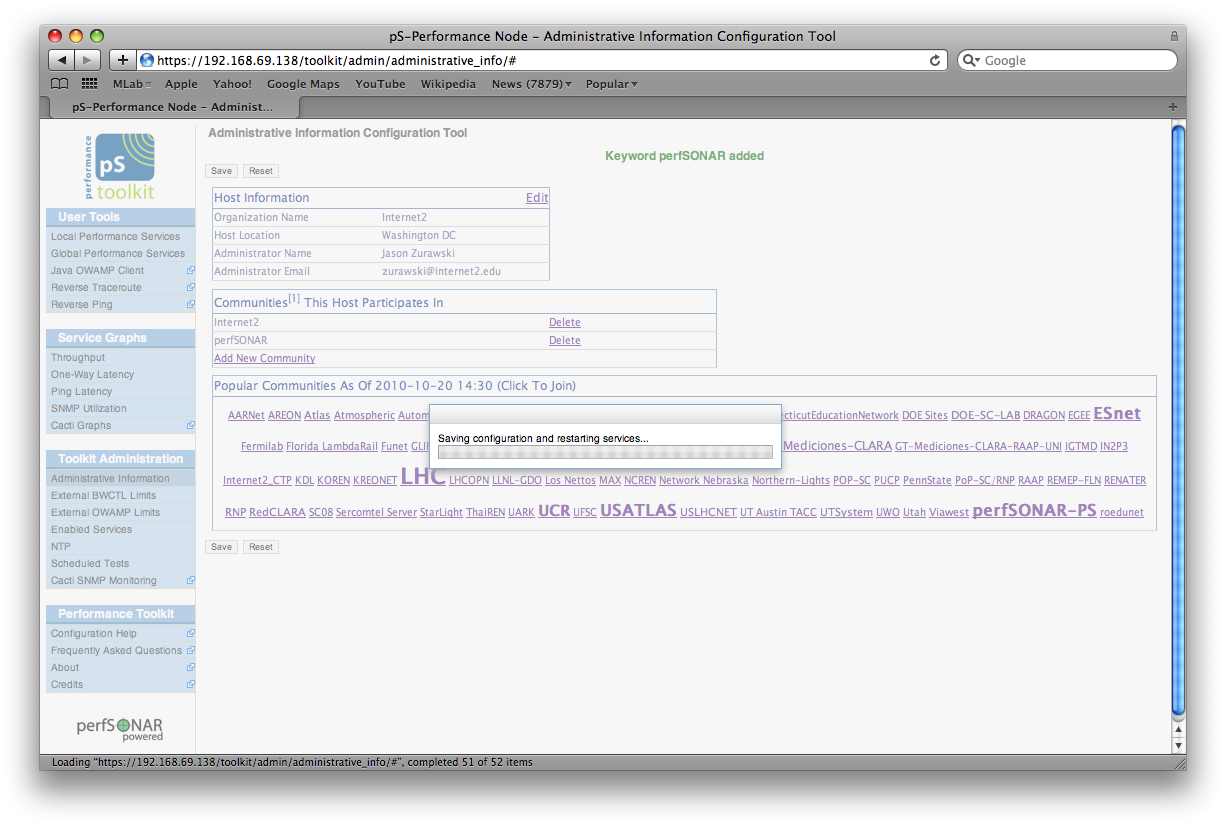 pS-Performance Node - Administrative Information Configuration Tool
https://192.168.69.138/toolkit/admin/administrative_info/#
Google
MLab Apple Yahoo! Google Maps YouTube Wikipedia News (7879) Popular
pS-Performance Node - Administ...
performance
pS
toolkit
User Tools
Local Performance Services
Global Performance Services
Java OWAMP Client
Reverse Traceroute
Reverse Ping
Service Graphs
Throughput
One-Way Latency
Ping Latency
SNMP Utilization
Cacti Graphs
Toolkit Administration
Administrative Information
External BWCTL Limits
External OWAMP Limits
Enabled Services
NTP
Scheduled Tests
Cacti SNMP Monitoring
Performance Toolkit
Configuration Help
Frequently Asked Questions
About
Credits
perfSONAR
powered
Administrative Information Configuration Tool
Keyword perfSONAR added
Save Reset
Host Information Edit
Organization Name Internet2
Host Location Washington DC
Administrator Name Jason Zurawski
Administrator Email zurawski@internet2.edu
Communities[1] This Host Participates In
Internet2 Delete
perfSONAR Delete
Add New Community
Popular Communities As Of 2010-10-20 14:30 (Click To Join)
AARNet AREON Atlas Atmospheric DOE Sites DOE-SC-LAB DRAGON EGEE ESnet
Saving configuration and restarting services...
Fermilab Florida LambdaRail Funet GT-Mediciones-CLARA-RAAP-UNI IGTMD IN2P3
Internet2_CTP KDL KOREN KREONET LHC LHCOPN LLNL-GDO Los Nettos MAX NCREN Network Nebraska Northern-Lights POP-SC PUCP PennState PoP-SC/RNP RAAP REMEP-FLN RENATER
RNP RedCLARA SC08 Sercomtel Server StarLight ThaiREN UARK UCR UFSC USATLAS USLHCNET UT Austin TACC UTSystem UWO Utah Viawest perfSONAR-PS roedunet
Save Reset
Loading "https://192.168.69.138/toolkit/admin/administrative_info/#", completed 51 of 52 items